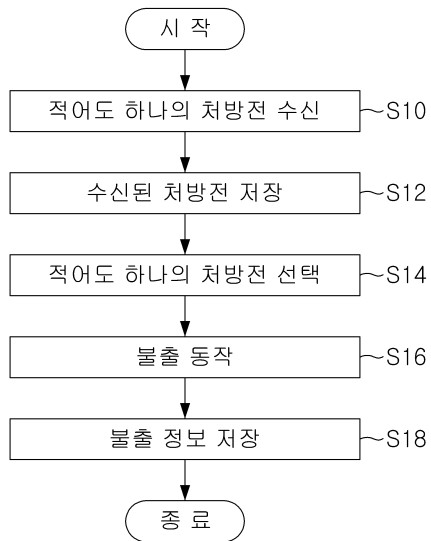 시 작
적어도 하나의 처방전 수신 S10
수신된 처방전 저장 S12
적어도 하나의 처방전 선택 S14
불출 동작 S16
불출 정보 저장 S18
종 료